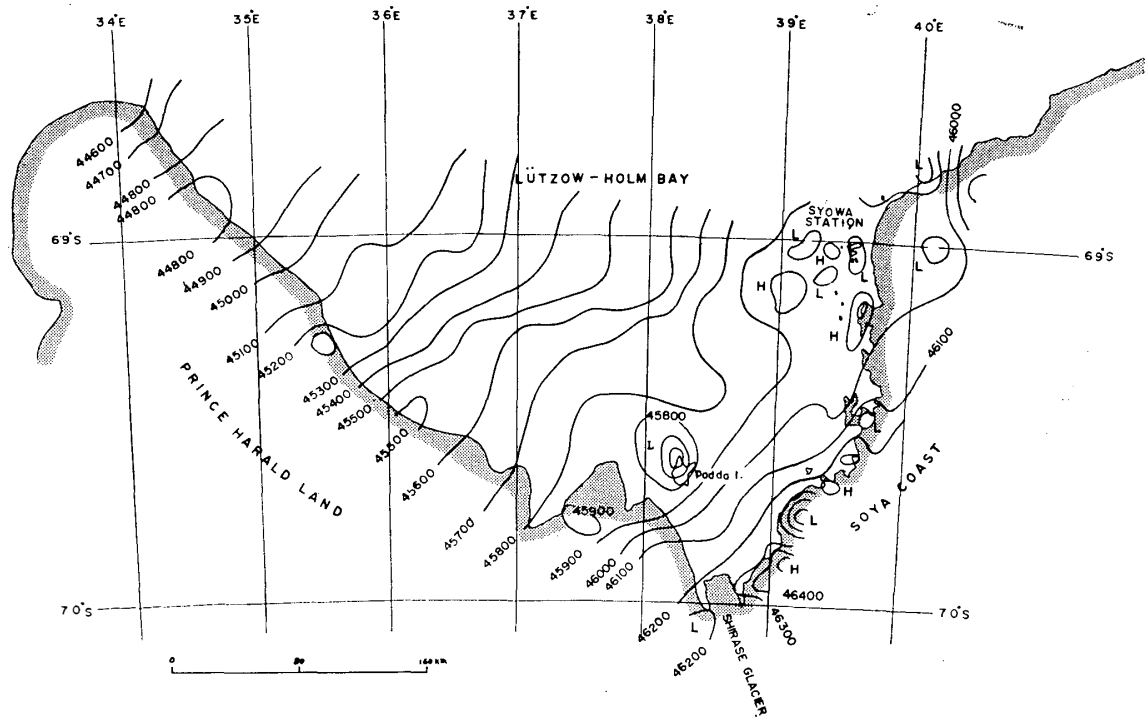 34°E
35°E
36°E
37°E
38°E
39°E
40°E
46000
LÜTZOW – HOLM BAY
SYOWA
STATION
44600
44700
44800
44800
44800
44900
45000
45100
45200
45300
45400
45500
45500
45600
45700
45800
45900
45900
46000
46100
46200
46200
46300
46400
46100
45800
69°S
69°S
70°S
70°S
L
L
H
L
L
L
H
H
L
L
Padda I.
H
L
H
L
PRINCE HARALD LAND
SOYA COAST
SHIRASE GLACIER
0 80 160 km